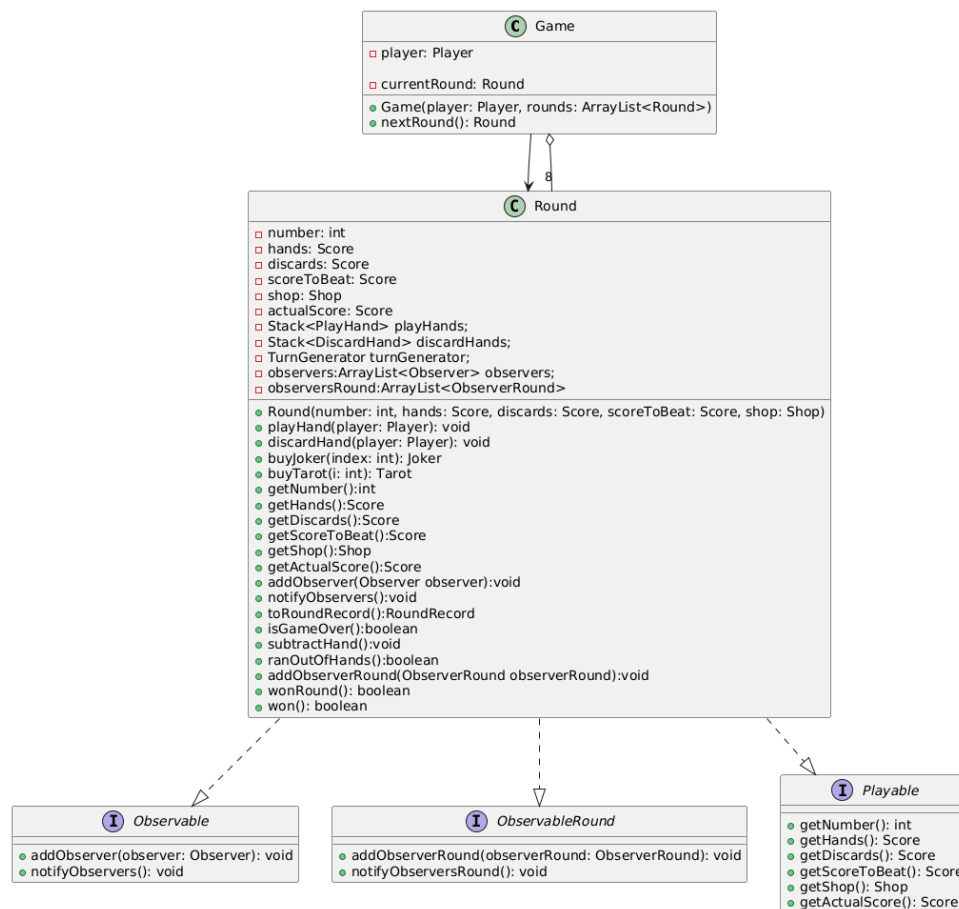 C Game
player: Player
currentRound: Round
Game(player: Player, rounds: ArrayList<Round>)
nextRound(): Round
8
C Round
number: int
hands: Score
discards: Score
scoreToBeat: Score
shop: Shop
actualScore: Score
Stack<PlayHand> playHands;
Stack<DiscardHand> discardHands;
TurnGenerator turnGenerator;
observers:ArrayList<Observer> observers;
observersRound:ArrayList<ObserverRound>
Round(number: int, hands: Score, discards: Score, scoreToBeat: Score, shop: Shop)
playHand(player: Player): void
discardHand(player: Player): void
buyJoker(index: int): Joker
buyTarot(i: int): Tarot
getNumber():int
getHands():Score
getDiscards():Score
getScoreToBeat():Score
getShop():Shop
getActualScore():Score
addObserver(Observer observer):void
notifyObservers():void
toRoundRecord():RoundRecord
isGameOver():boolean
subtractHand():void
ranOutOfHands():boolean
addObserverRound(ObserverRound observerRound):void
wonRound(): boolean
won(): boolean
I Observable
addObserver(observer: Observer): void
notifyObservers(): void
I ObservableRound
addObserverRound(observerRound: ObserverRound): void
notifyObserversRound(): void
I Playable
getNumber(): int
getHands(): Score
getDiscards(): Score
getScoreToBeat(): Score
getShop(): Shop
getActualScore(): Score